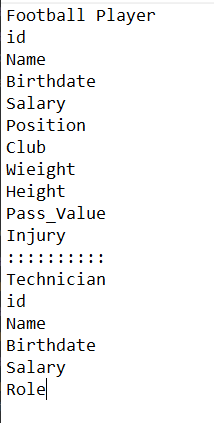 Football Player
id
Name
Birthdate
Salary
Position
Club
Wieight
Height
Pass_Value
Injury
::::::::::
Technician
id
Name
Birthdate
Salary
Role